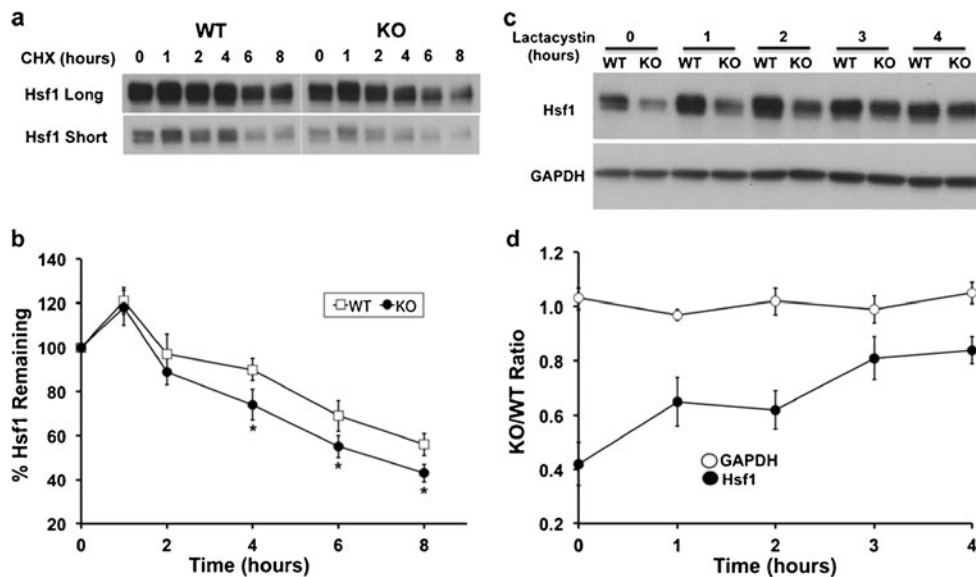 a
WT KO
CHX (hours) 0 1 2 4 6 8 0 1 2 4 6 8
Hsf1 Long
Hsf1 Short
c
Lactacystin (hours) 0 1 2 3 4
WT KO WT KO WT KO WT KO WT KO
Hsf1
GAPDH
b
140
120
100
80
60
40
20
% Hsf1 Remaining
WT KO
* * *
0 2 4 6 8
Time (hours)
d
1.2
1.0
0.8
0.6
0.4
0.2
KO/WT Ratio
GAPDH
Hsf1
0 1 2 3 4
Time (hours)